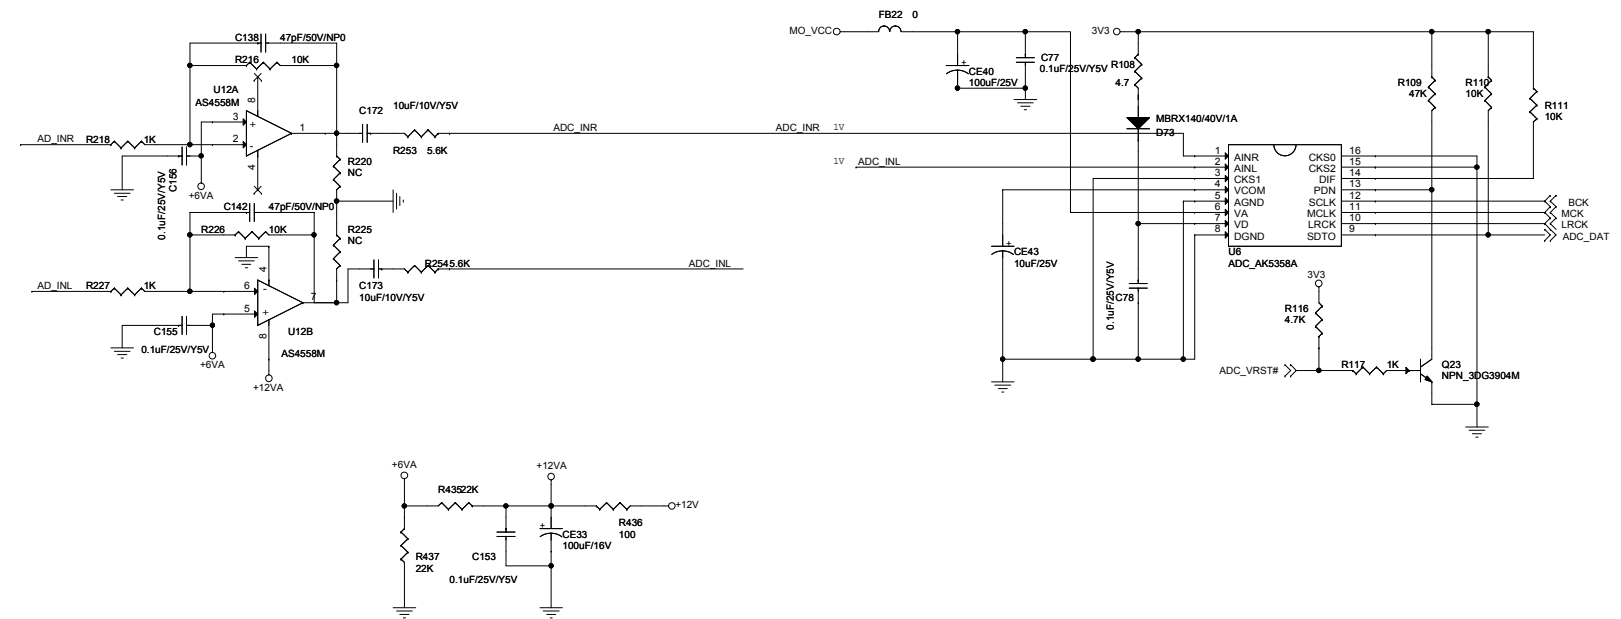 C138 47pF/50V/NP0
R216 10K
U12A
AS4558M
8
3
+
2
-
1
4
AD_INR
R218 1K
C156
0.1uF/25V/Y5V
+6VA
C172
10uF/10V/Y5V
R253 5.6K
ADC_INR
R220
NC
R225
NC
C142 47pF/50V/NP0
R226 10K
4
6
-
5
+
7
8
U12B
AS4558M
AD_INL
R227 1K
C155
0.1uF/25V/Y5V
+6VA
+12VA
C173
10uF/10V/Y5V
R254 5.6K
ADC_INL
MO_VCC
FB22 0
CE40
100uF/25V
C77
0.1uF/25V/Y5V
3V3
R108
4.7
MBRX140/40V/1A
D73
R109
47K
R110
10K
R111
10K
ADC_INR 1V
1V ADC_INL
1 AINR CKS0 16
2 AINL CKS2 15
3 CKS1 DIF 14
4 VCOM PDN 13
5 AGND SCLK 12
6 VA MCLK 11
7 VD LRCK 10
8 DGND SDTO 9
U6
ADC_AK5358A
BCK
MCK
LRCK
ADC_DAT
CE43
10uF/25V
0.1uF/25V/Y5V
C78
3V3
R116
4.7K
ADC_VRST#
R117 1K
Q23
NPN_3DG3904M
+6VA
+12VA
R435 22K
+12V
R436
100
R437
22K
C153
0.1uF/25V/Y5V
CE33
100uF/16V